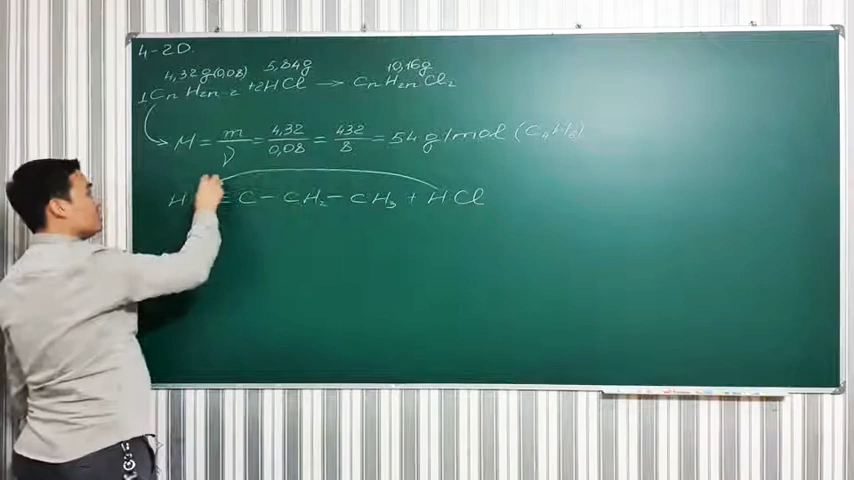 4-2D.
4,32g(0,08) 5,84g 10,16g
1CnH2n-2 + 2HCl → CnH2nCl2
M = m/ν = 4,32/0,08 = 432/8 = 54 g/mol (C4H6)
H ≡ C - CH2 - CH3 + HCl